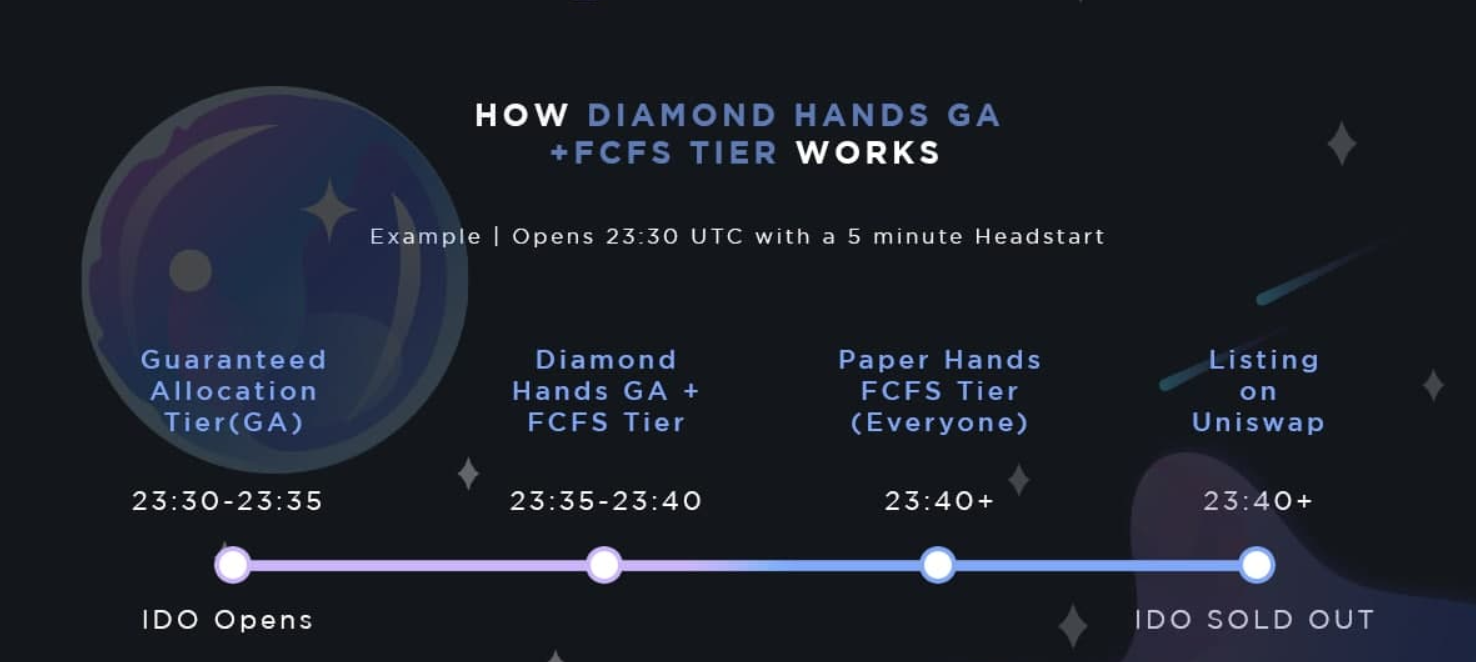 HOW DIAMOND HANDS GA
+FCFS TIER WORKS
Example | Opens 23:30 UTC with a 5 minute Headstart
Guaranteed
Allocation
Tier(GA)
23:30-23:35
Diamond
Hands GA +
FCFS Tier
23:35-23:40
Paper Hands
FCFS Tier
(Everyone)
23:40+
Listing
on
Uniswap
23:40+
IDO Opens
IDO SOLD OUT